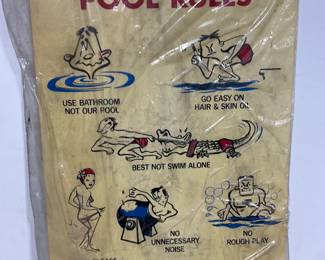 POOL RULES
USE BATHROOM
NOT OUR POOL
GO EASY ON
HAIR & SKIN OIL
BEST NOT SWIM ALONE
NO
UNNECESSARY
NOISE
NO
ROUGH PLAY